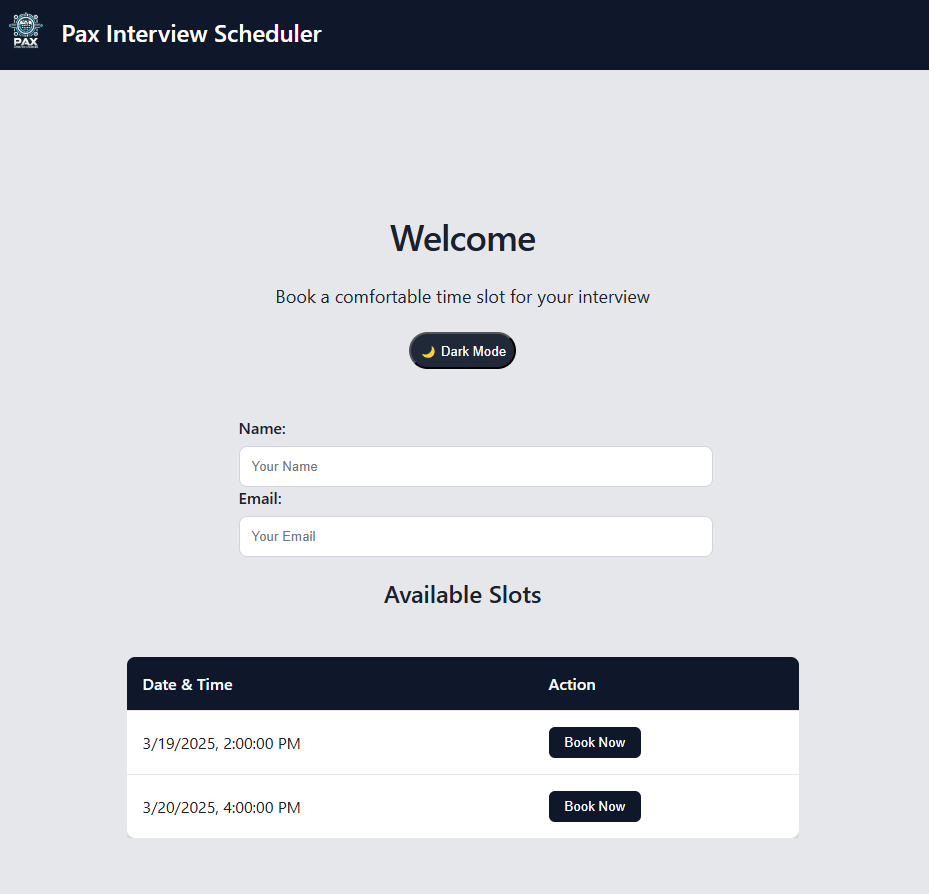 PAX
Pax Interview Scheduler
Welcome
Book a comfortable time slot for your interview
🌙 Dark Mode
Name:
Your Name
Email:
Your Email
Available Slots
Date & Time Action
3/19/2025, 2:00:00 PM Book Now
3/20/2025, 4:00:00 PM Book Now